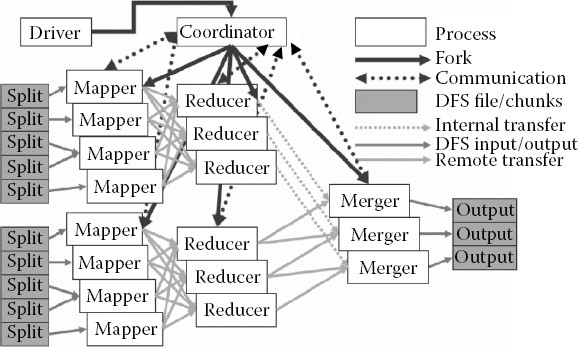 Driver
Coordinator
Process
Fork
Communication
DFS file/chunks
Internal transfer
DFS input/output
Remote transfer
Split
Split
Split
Split
Split
Mapper
Mapper
Mapper
Mapper
Reducer
Reducer
Reducer
Split
Split
Split
Split
Split
Mapper
Mapper
Mapper
Mapper
Reducer
Reducer
Reducer
Merger
Merger
Merger
Output
Output
Output